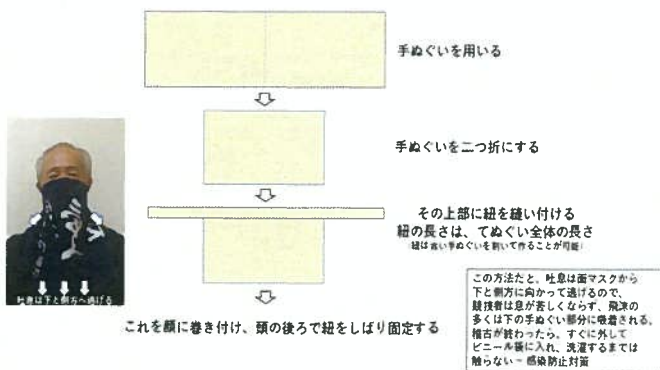 手ぬぐいを用いる
手ぬぐいを二つ折にする
その上部に紐を縫い付ける
紐の長さは、てぬぐい全体の長さ
紐は古い手ぬぐいを割いて作ることが可能
吐息は下と側方へ逃げる
これを顔に巻き付け、頭の後ろで紐をしばり固定する
この方法だと、吐息は面マスクから
下と側方に向かって逃げるので、
競技者は息が苦しくならず、飛沫の
多くは下の手ぬぐい部分に吸着される。
稽古が終わったら、すぐに外して
ビニール袋に入れ、洗濯するまでは
触らない＝感染防止対策